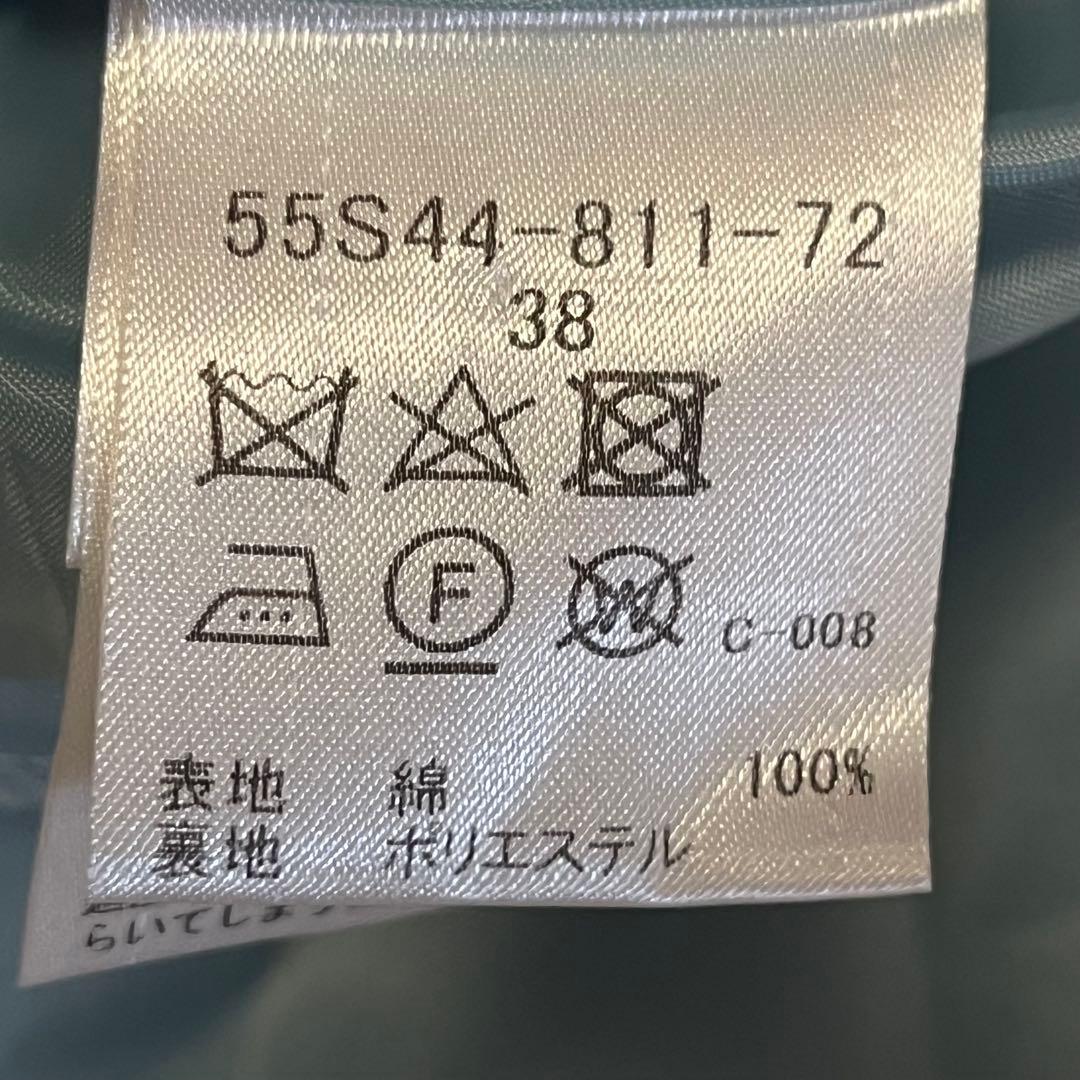 55S44-811-72
38
F
W
C-008
表地 綿 100%
裏地 ポリエステル
らいてしまう